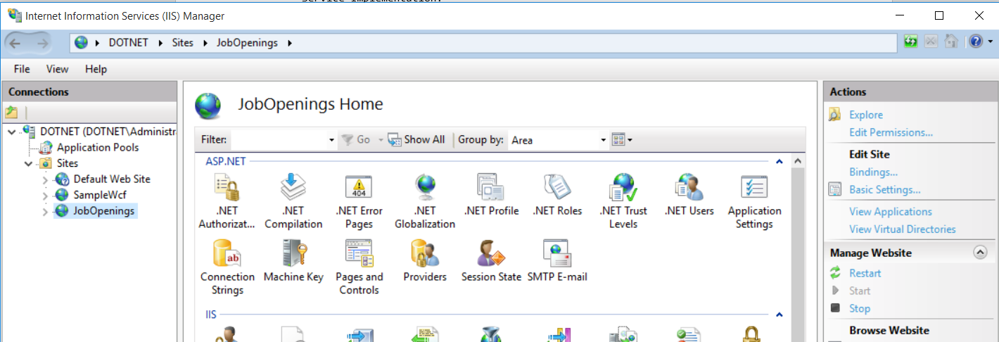 Service implementation.
Internet Information Services (IIS) Manager
DOTNET
Sites
JobOpenings
File
View
Help
Connections
DOTNET (DOTNET\Administr
Application Pools
Sites
Default Web Site
SampleWcf
JobOpenings
JobOpenings Home
Filter:
Go
Show All
Group by:
Area
ASP.NET
.NET
Authorizat...
.NET
Compilation
.NET Error
Pages
.NET
Globalization
.NET Profile
.NET Roles
.NET Trust
Levels
.NET Users
Application
Settings
Connection
Strings
Machine Key
Pages and
Controls
Providers
Session State
SMTP E-mail
404
ab
IIS
Actions
Explore
Edit Permissions...
Edit Site
Bindings...
Basic Settings...
View Applications
View Virtual Directories
Manage Website
Restart
Start
Stop
Browse Website